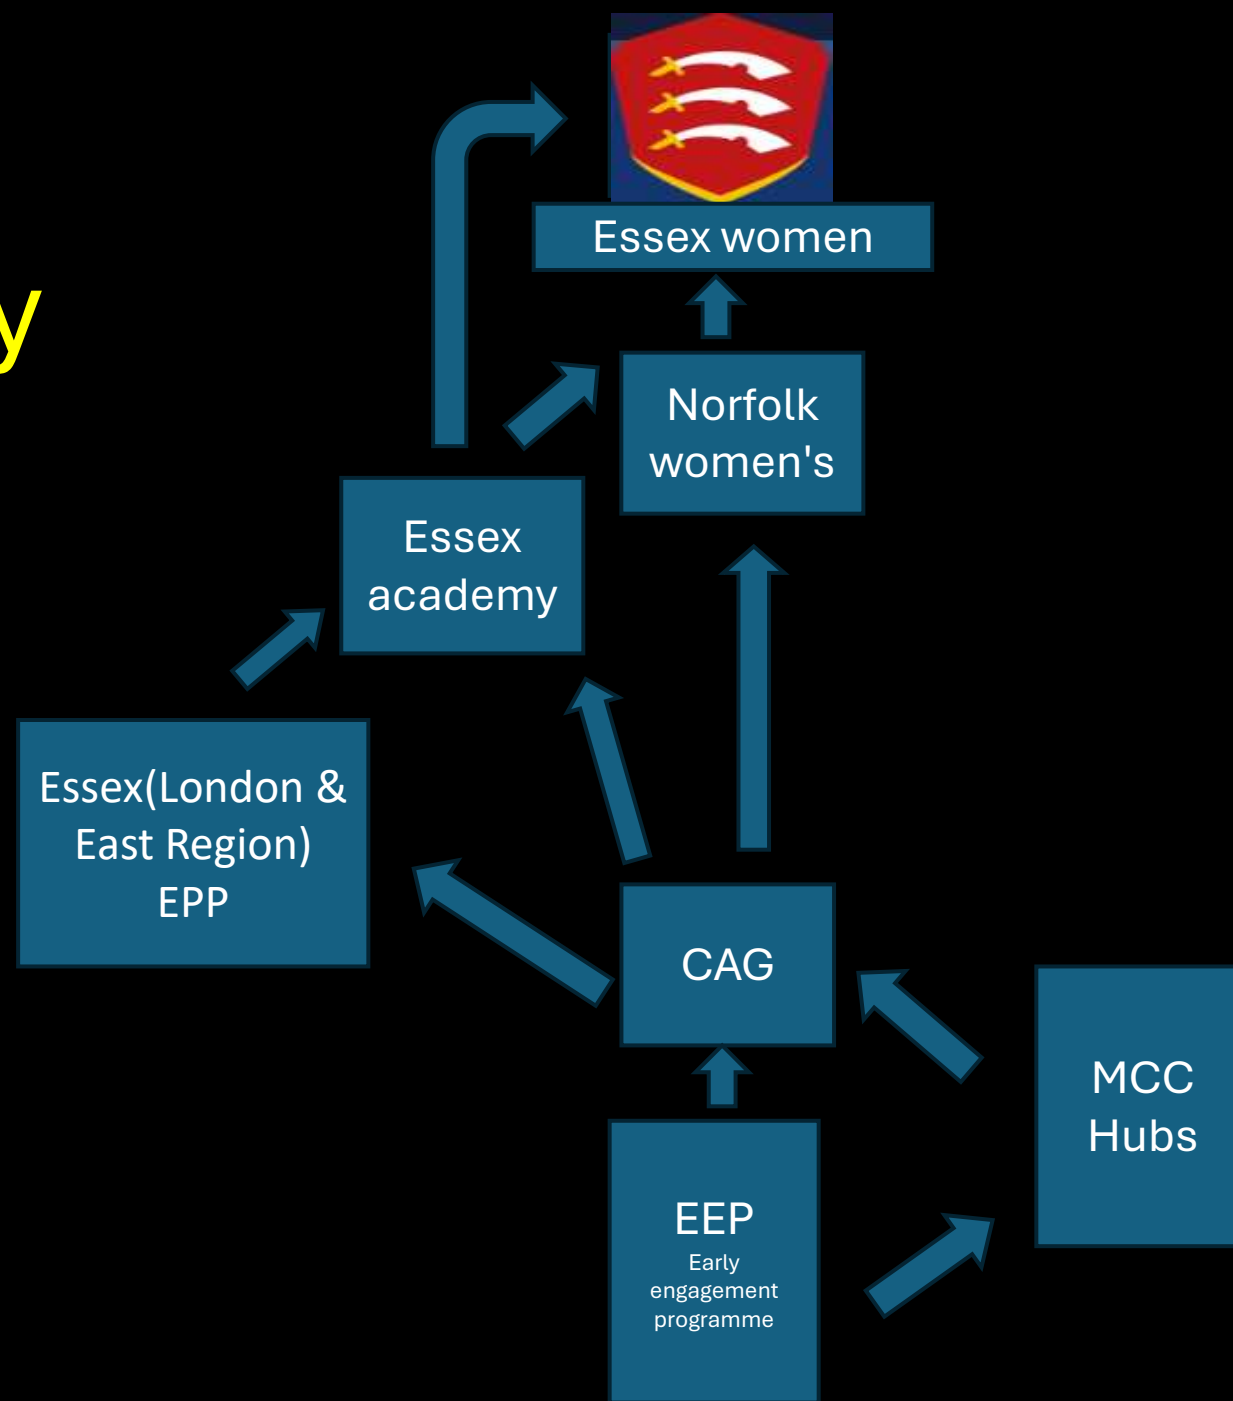 Essex women
y
Norfolk
women's
Essex
academy
Essex(London &
East Region)
EPP
CAG
MCC
Hubs
EEP
Early
engagement
programme